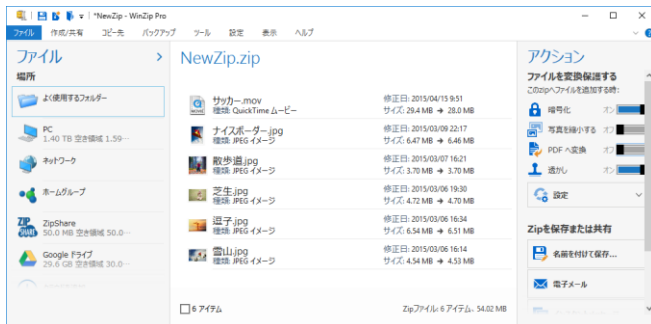 *NewZip - WinZip Pro
ファイル 作成/共有 コピー先 バックアップ ツール 設定 表示 ヘルプ
ファイル
場所
よく使用するフォルダー
PC
1.40 TB 空き領域 1.59...
ネットワーク
ホームグループ
ZipShare
50.0 MB 空き領域 50.0...
Google ドライブ
29.6 GB 空き領域 30.0...
NewZip.zip
サッカー.mov
種類: QuickTime ムービー
修正日: 2015/04/15 9:51
サイズ: 29.4 MB → 28.0 MB
ナイスボーダー.jpg
種類: JPEG イメージ
修正日: 2015/03/09 22:17
サイズ: 6.47 MB → 6.46 MB
散歩道.jpg
種類: JPEG イメージ
修正日: 2015/03/07 16:21
サイズ: 3.70 MB → 3.70 MB
芝生.jpg
種類: JPEG イメージ
修正日: 2015/03/06 19:30
サイズ: 4.72 MB → 4.70 MB
逗子.jpg
種類: JPEG イメージ
修正日: 2015/03/06 16:34
サイズ: 6.54 MB → 6.51 MB
雪山.jpg
種類: JPEG イメージ
修正日: 2015/03/06 16:14
サイズ: 4.54 MB → 4.53 MB
6 アイテム
Zipファイル: 6 アイテム、54.02 MB
アクション
ファイルを変換保護する
このzipへファイルを追加する時:
暗号化 オン
写真を縮小する オフ
PDF へ変換 オフ
透かし オン
設定
Zipを保存または共有
名前を付けて保存...
電子メール